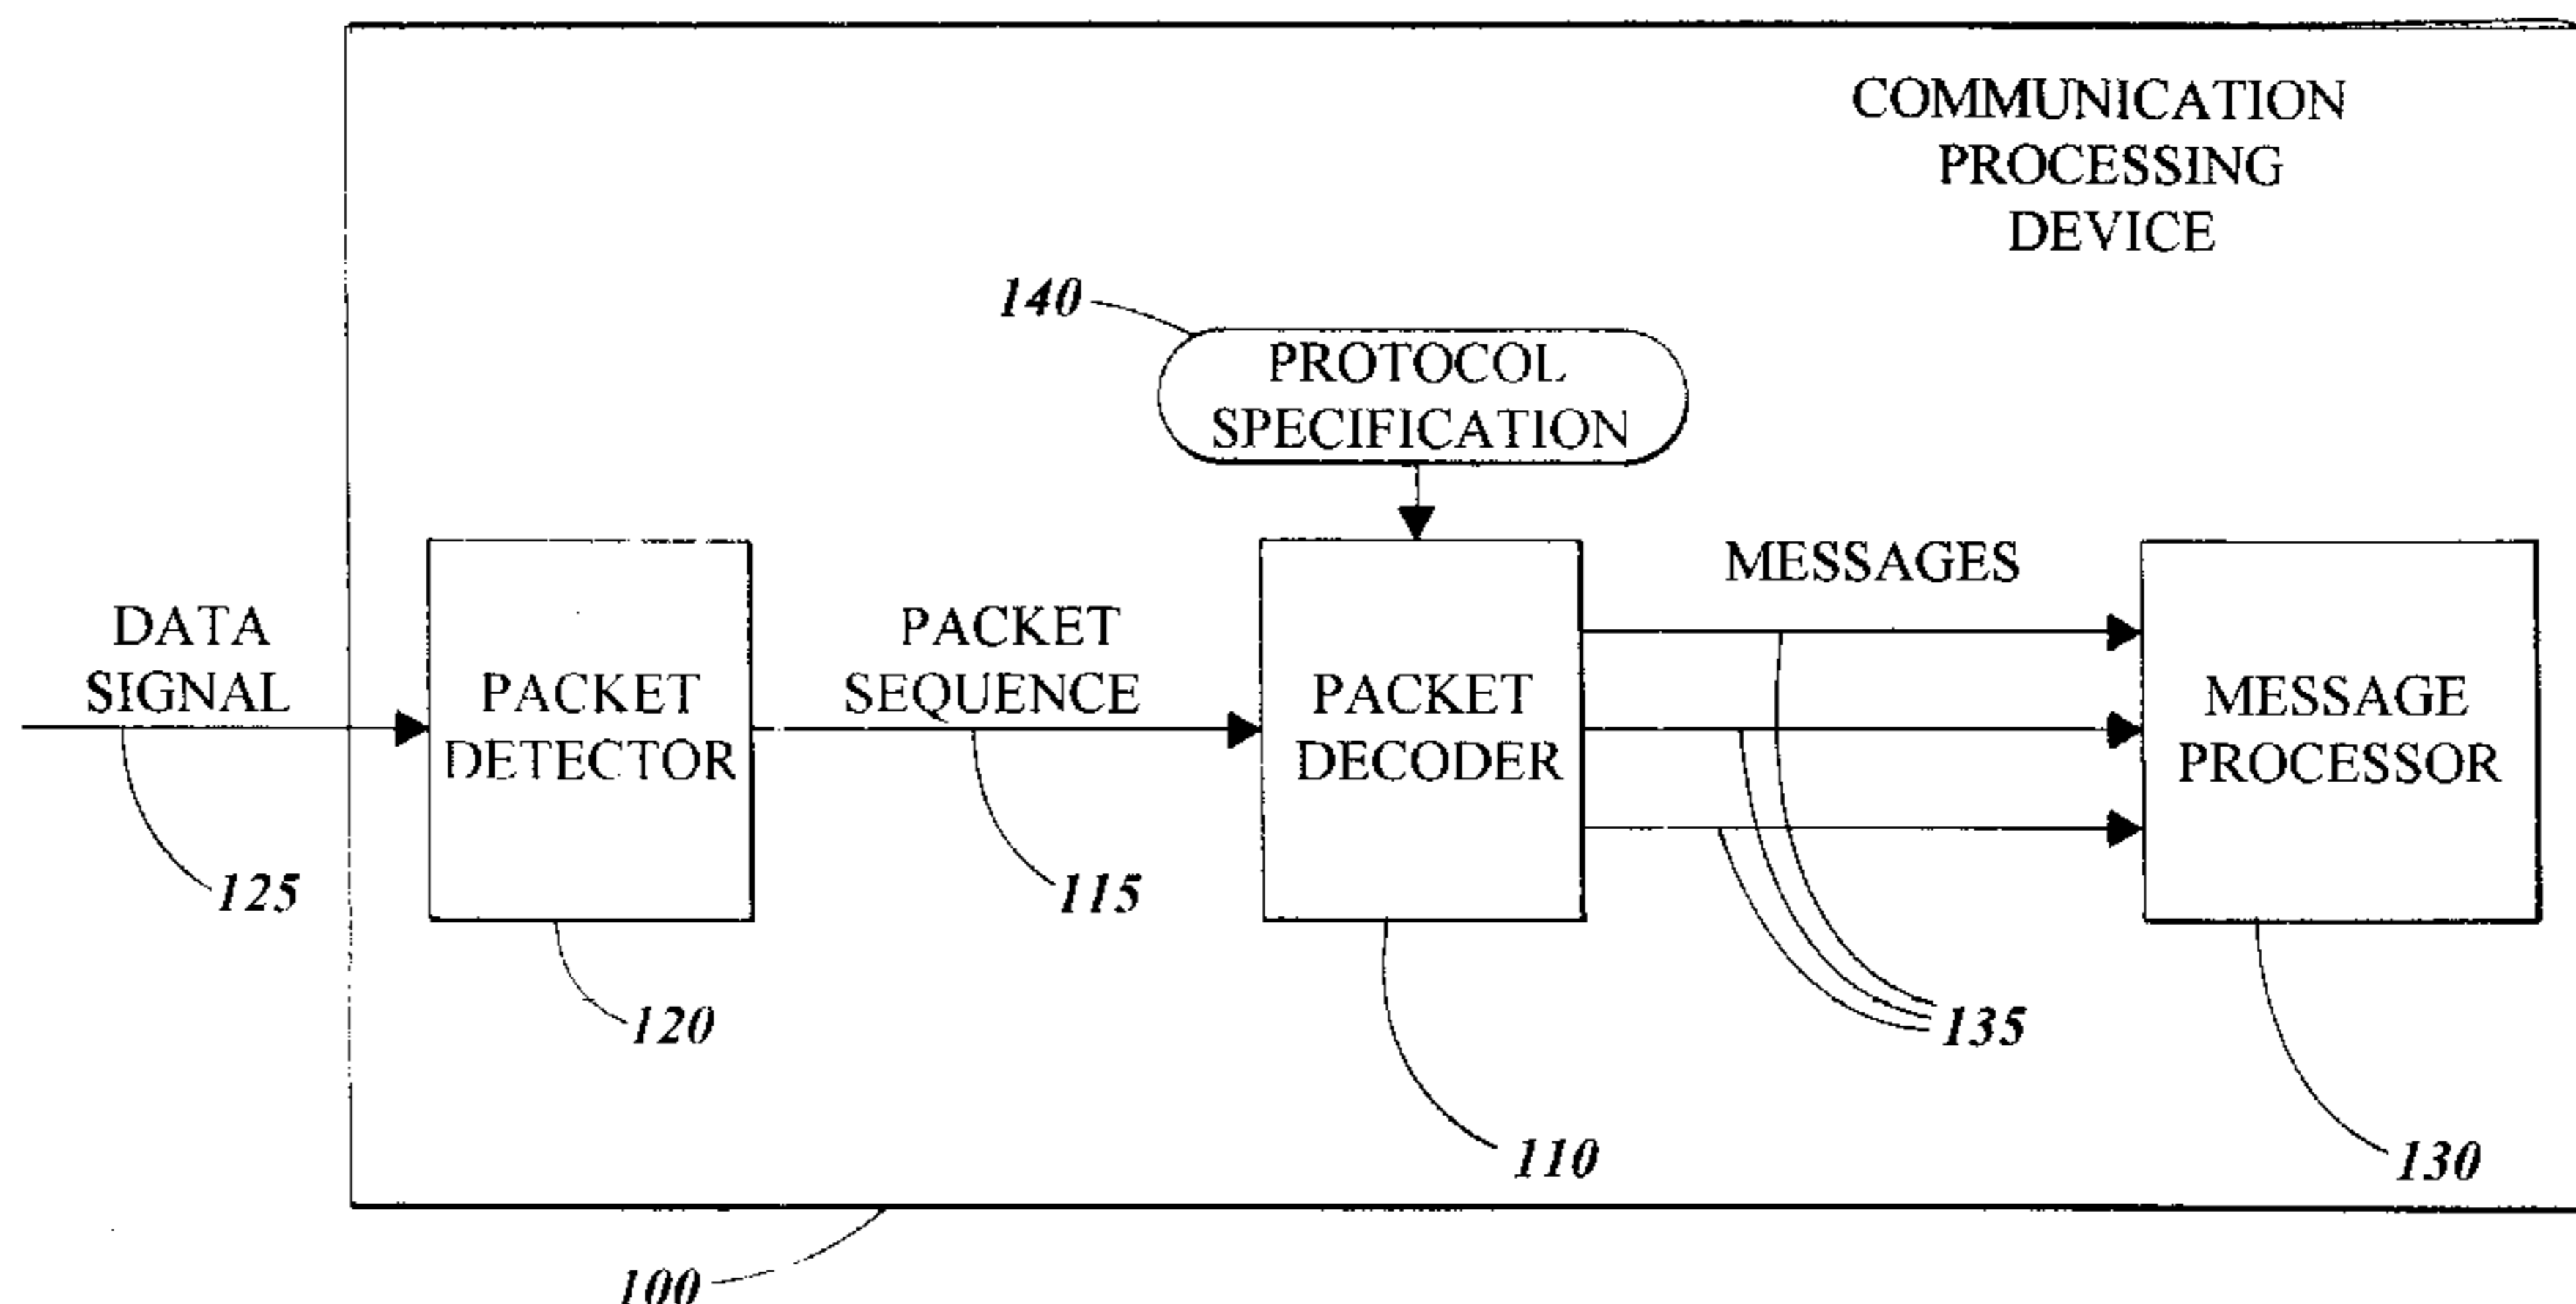 COMMUNICATION
PROCESSING
DEVICE
140
PROTOCOL
SPECIFICATION
MESSAGES
DATA
SIGNAL
PACKET
SEQUENCE
PACKET
DETECTOR
PACKET
DECODER
MESSAGE
PROCESSOR
125
115
120
135
110
130
100